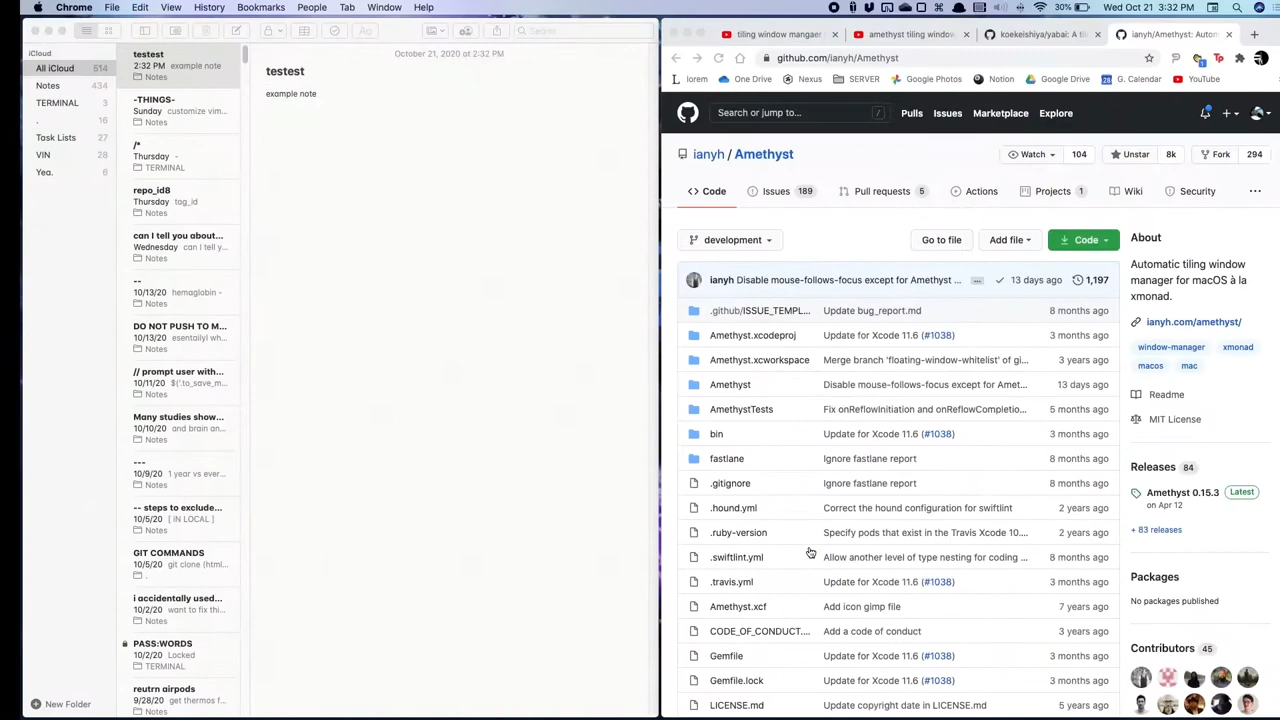 Chrome File Edit View History Bookmarks People Tab Window Help
30% Wed Oct 21 3:32 PM
Search
iCloud
All iCloud 514
Notes 434
TERMINAL 3
. 16
Task Lists 27
VIN 28
Yea. 6
New Folder
testest
2:32 PM example note
Notes
-THINGS-
Sunday customize vim...
Notes
/*
Thursday -
TERMINAL
repo_id8
Thursday tag_id
Notes
can I tell you about...
Wednesday can I tell y...
Notes
--
10/13/20 hemaglobin -
Notes
DO NOT PUSH TO M...
10/13/20 esentailyl wh...
Notes
// prompt user with...
10/11/20 $('.to_save_m...
Notes
Many studies show...
10/10/20 and brain an...
Notes
---
10/9/20 1 year vs ever...
Notes
-- steps to exclude...
10/5/20 [ IN LOCAL ]
Notes
GIT COMMANDS
10/5/20 git clone (html...
.
i accidentally used...
10/2/20 want to fix thi...
Notes
PASS:WORDS
10/2/20 Locked
TERMINAL
reutrn airpods
9/28/20 get thermos f...
Notes
October 21, 2020 at 2:32 PM
testest
example note
tiling window mangaer
amethyst tiling window
koekeishiya/yabai: A til
ianyh/Amethyst: Autom
github.com/ianyh/Amethyst
lorem One Drive Nexus SERVER Google Photos Notion Google Drive G. Calendar YouTube
Search or jump to... /
Pulls Issues Marketplace Explore
ianyh / Amethyst
Watch 104 Unstar 8k Fork 294
Code Issues 189 Pull requests 5 Actions Projects 1 Wiki Security
development
Go to file Add file Code
ianyh Disable mouse-follows-focus except for Amethyst ... 13 days ago 1,197
.github/ISSUE_TEMPL... Update bug_report.md 8 months ago
Amethyst.xcodeproj Update for Xcode 11.6 (#1038) 3 months ago
Amethyst.xcworkspace Merge branch 'floating-window-whitelist' of gi... 3 years ago
Amethyst Disable mouse-follows-focus except for Amet... 13 days ago
AmethystTests Fix onReflowInitiation and onReflowCompletio... 5 months ago
bin Update for Xcode 11.6 (#1038) 3 months ago
fastlane Ignore fastlane report 8 months ago
.gitignore Ignore fastlane report 8 months ago
.hound.yml Correct the hound configuration for swiftlint 2 years ago
.ruby-version Specify pods that exist in the Travis Xcode 10.... 2 years ago
.swiftlint.yml Allow another level of type nesting for coding ... 8 months ago
.travis.yml Update for Xcode 11.6 (#1038) 3 months ago
Amethyst.xcf Add icon gimp file 7 years ago
CODE_OF_CONDUCT.... Add a code of conduct 3 years ago
Gemfile Update for Xcode 11.6 (#1038) 3 months ago
Gemfile.lock Update for Xcode 11.6 (#1038) 3 months ago
LICENSE.md Update copyright date in LICENSE.md 5 years ago
About
Automatic tiling window
manager for macOS à la
xmonad.
ianyh.com/amethyst/
window-manager xmonad
macos mac
Readme
MIT License
Releases 84
Amethyst 0.15.3 Latest
on Apr 12
+ 83 releases
Packages
No packages published
Contributors 45